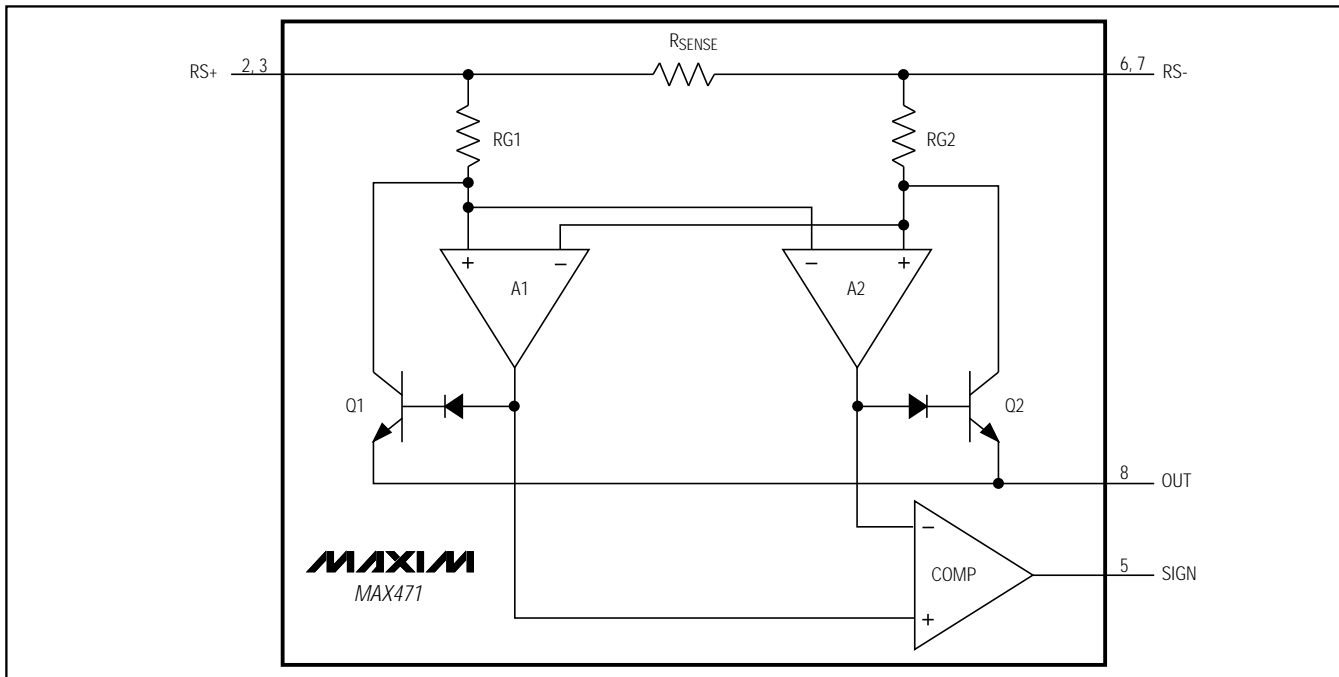 RSENSE
RS+ 2, 3
6, 7 RS-
RG1
RG2
+ −
− +
A1
A2
Q1
Q2
8 OUT
−
COMP
5 SIGN
+
MAXIM
MAX471